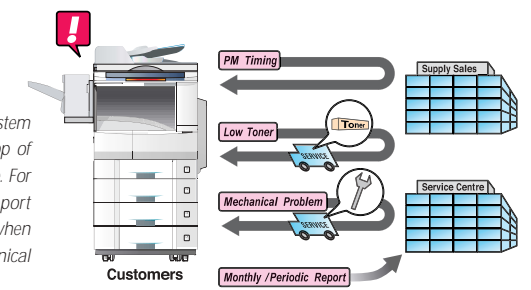 !
PM Timing
Supply Sales
Toner
stem
Low Toner
op of
SERVICE
. For
Service Centre
port
Mechanical Problem
when
SERVICE
nical
Customers
Monthly /Periodic Report